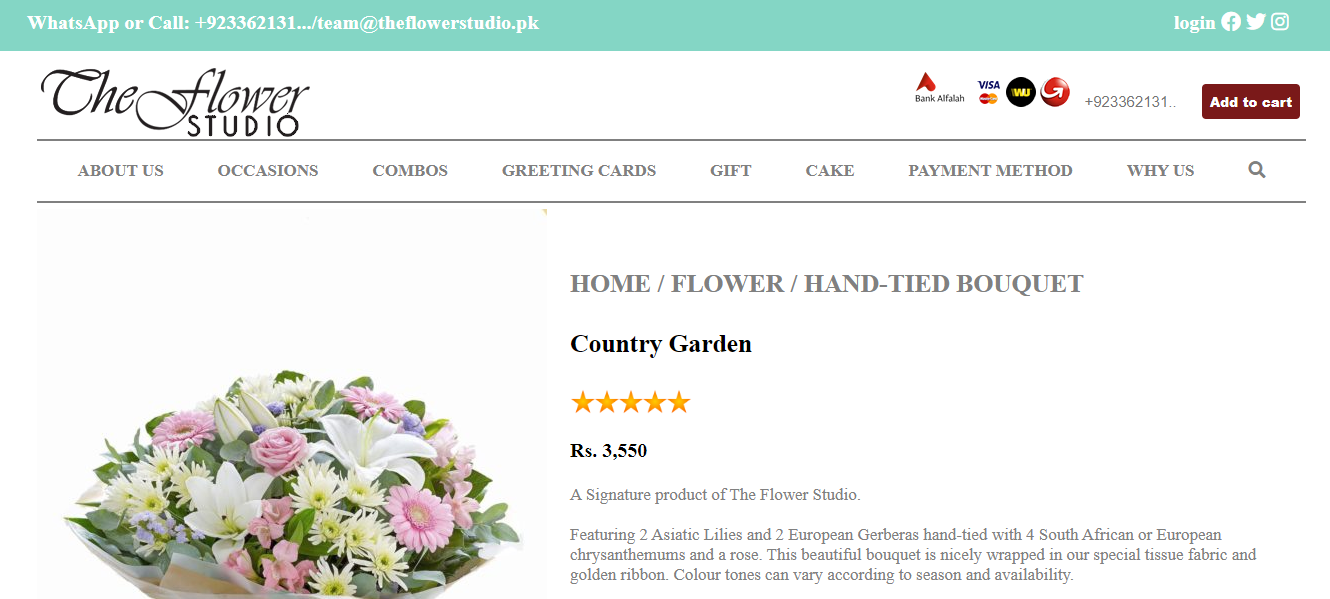 WhatsApp or Call: +923362131.../team@theflowerstudio.pk
login
The Flower
STUDIO
Bank Alfalah
VISA
MasterCard
WU
+923362131..
Add to cart
ABOUT US OCCASIONS COMBOS GREETING CARDS GIFT CAKE PAYMENT METHOD WHY US
HOME / FLOWER / HAND-TIED BOUQUET
Country Garden
Rs. 3,550
A Signature product of The Flower Studio.
Featuring 2 Asiatic Lilies and 2 European Gerberas hand-tied with 4 South African or European
chrysanthemums and a rose. This beautiful bouquet is nicely wrapped in our special tissue fabric and
golden ribbon. Colour tones can vary according to season and availability.